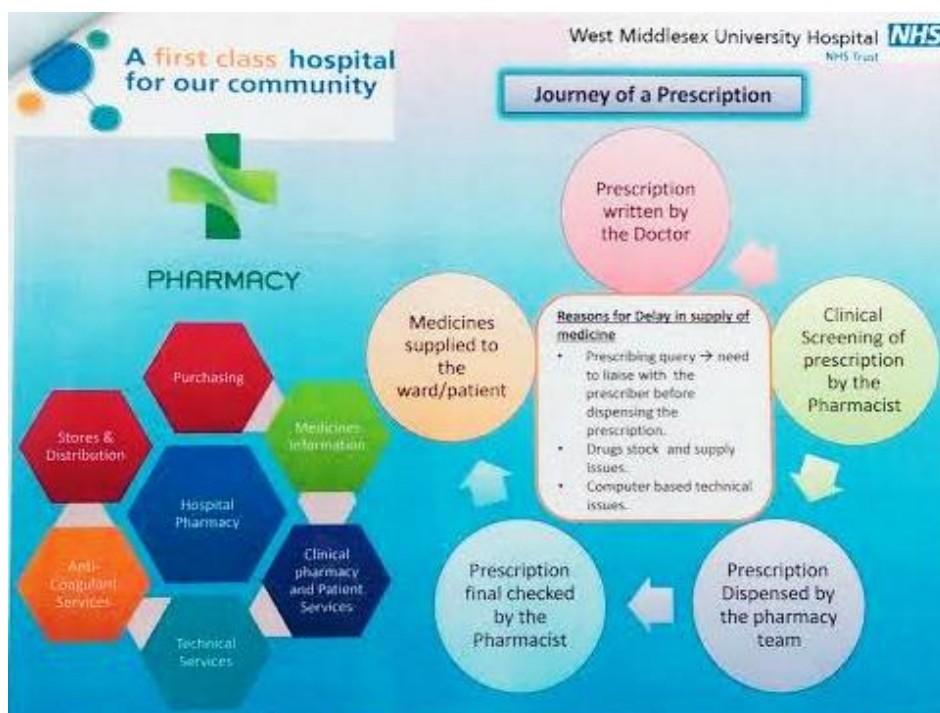 A first class hospital
for our community
West Middlesex University Hospital NHS
NHS Trust
Journey of a Prescription
PHARMACY
Purchasing
Stores &
Distribution
Medicines
Information
Hospital
Pharmacy
Anti-
Coagulant
Services
Clinical
pharmacy
and Patient
Services
Technical
Services
Prescription
written by
the Doctor
Clinical
Screening of
prescription
by the
Pharmacist
Prescription
Dispensed by
the pharmacy
team
Prescription
final checked
by the
Pharmacist
Medicines
supplied to
the
ward/patient
Reasons for Delay in supply of
medicine
• Prescribing query → need
to liaise with the
prescriber before
dispensing the
prescription.
• Drugs stock and supply
issues.
• Computer based technical
issues.